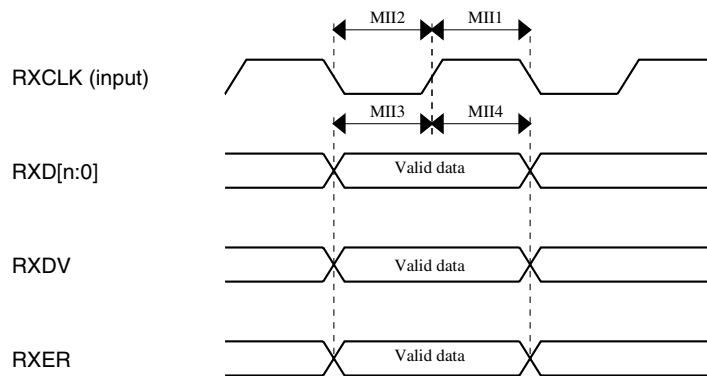 MII2 MII1
RXCLK (input)
MII3 MII4
RXD[n:0] Valid data
RXDV Valid data
RXER Valid data